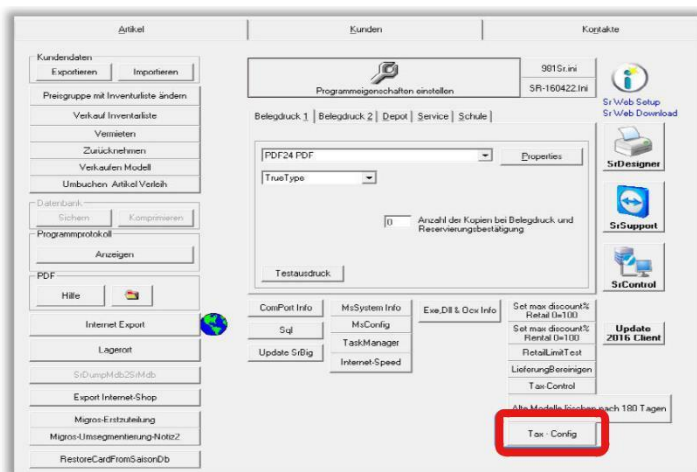 Artikel
Kunden
Kontakte
Kundendaten
Exportieren
Importieren
Preisgruppe mit Inventurliste ändern
Verkauf Inventarliste
Vermieten
Zurücknehmen
Verkaufen Modell
Umbuchen Artikel Verleih
Datenbank
Sichern
Komprimieren
Programmprotokoll
Anzeigen
PDF
Hilfe
Internet Export
Lagerort
SrDumpMdb2SrMdb
Export Internet-Shop
Migros-Erstzuteilung
Migros-Umsegmentierung-Notiz2
RestoreCardFromSaisonDb
Programmeigenschaften einstellen
981Sr.ini
SR-160422.Ini
Belegdruck 1
Belegdruck 2
Depot
Service
Schule
PDF24 PDF
Properties
TrueType
0
Anzahl der Kopien bei Belegdruck und
Reservierungsbestätigung
Testausdruck
ComPort Info
Sql
Update SrBig
MsSystem Info
MsConfig
TaskManager
Internet-Speed
Exe,Dll & Ocx Info
Set max discount%
Retail 0=100
Set max discount%
Rental 0=100
RetailLimitTest
LieferungBereinigen
Tax-Control
Alte Modelle löschen nach 180 Tagen
Tax - Config
Sr Web Setup
Sr Web Download
SrDesigner
SrSupport
SrControl
Update
2016 Client